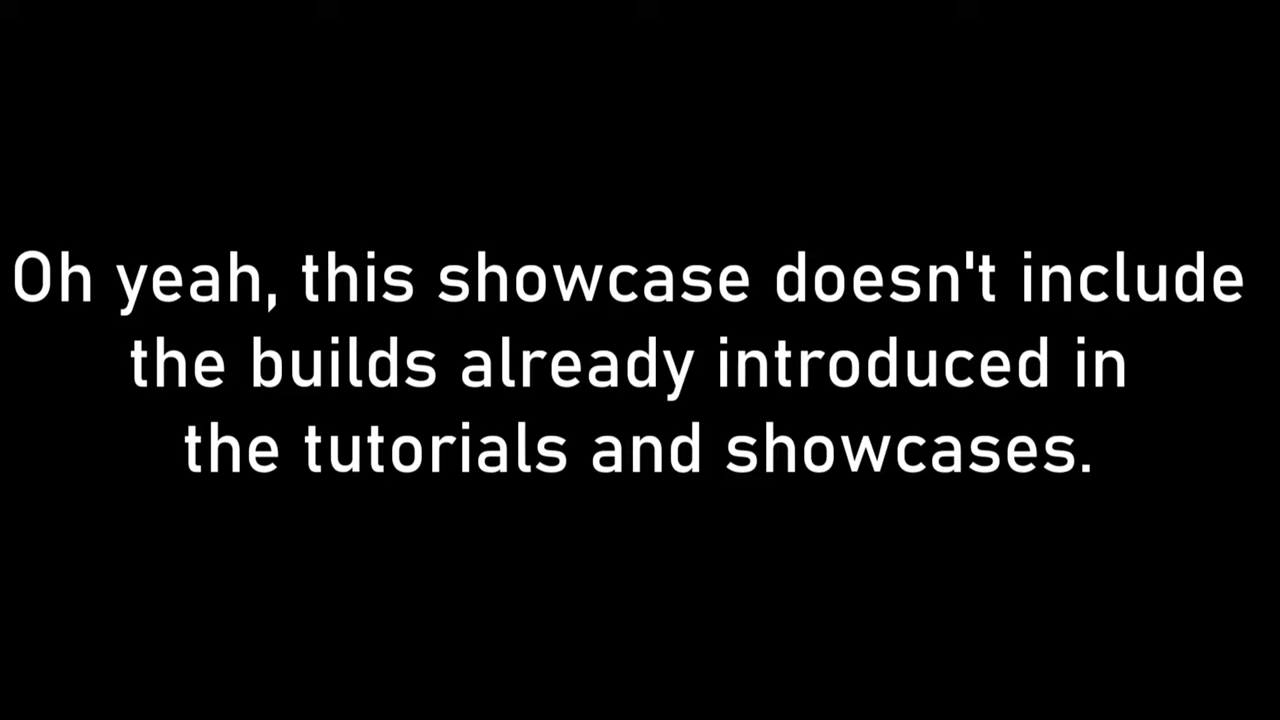 Oh yeah, this showcase doesn't include
the builds already introduced in
the tutorials and showcases.